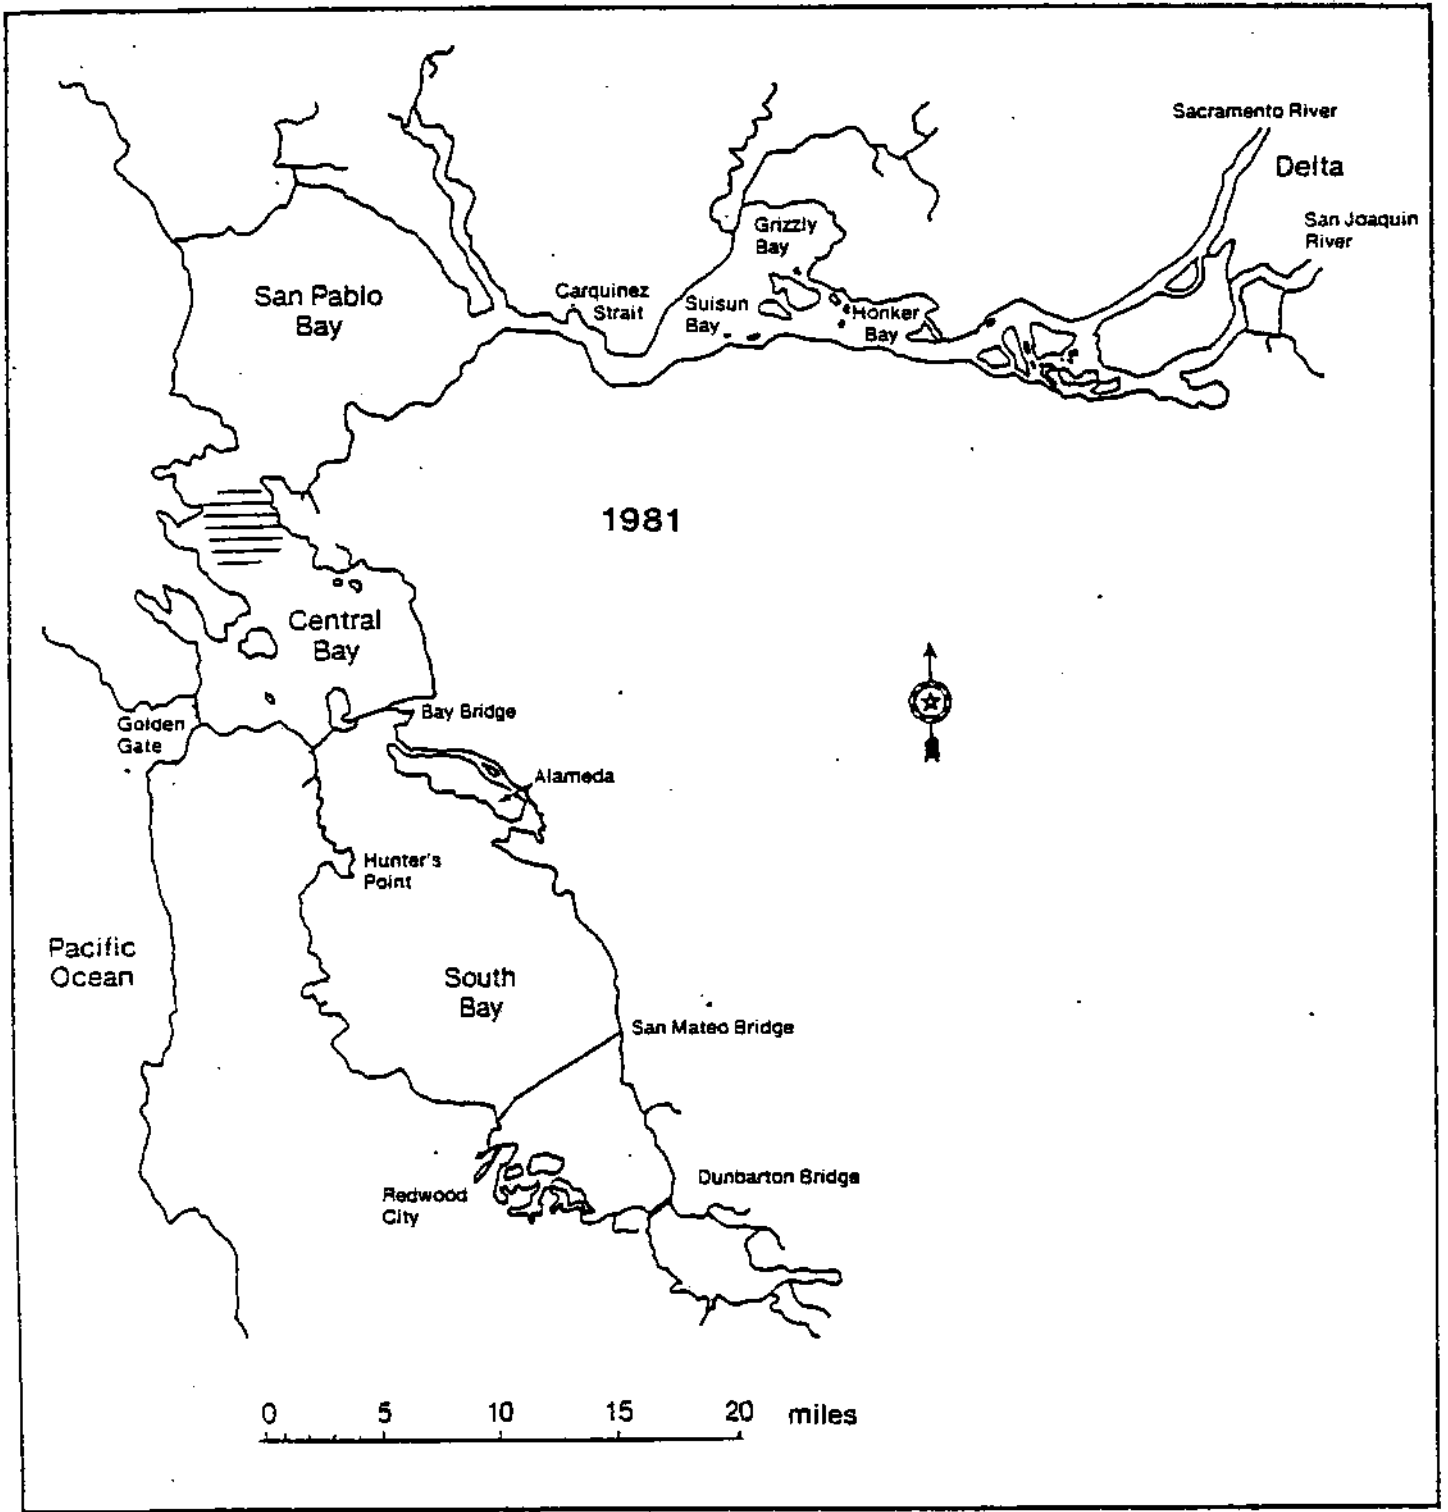 Sacramento River
Delta
San Joaquin
River
Grizzly
Bay
San Pablo
Bay
Carquinez
Strait
Suisun
Bay
Honker
Bay
1981
Central
Bay
Golden
Gate
Bay Bridge
Alameda
Hunter's
Point
Pacific
Ocean
South
Bay
San Mateo Bridge
Dunbarton Bridge
Redwood
City
0 5 10 15 20 miles